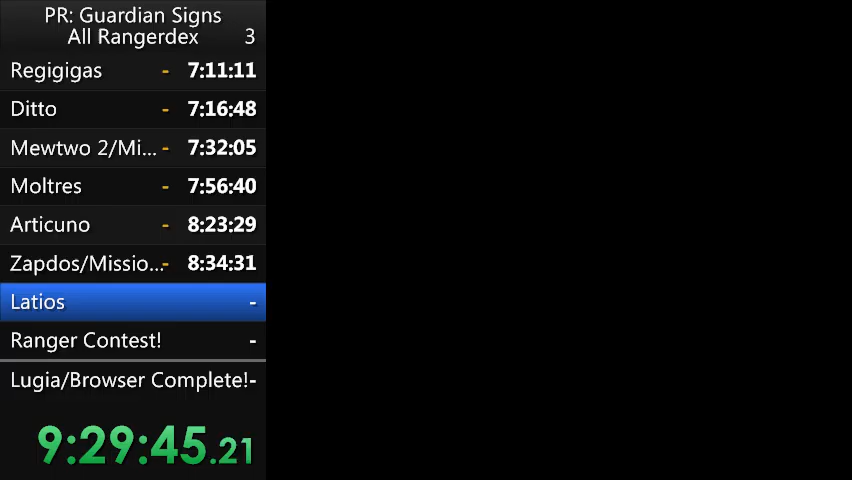 PR: Guardian Signs
All Rangerdex 3
Regigigas - 7:11:11
Ditto - 7:16:48
Mewtwo 2/Mi... - 7:32:05
Moltres - 7:56:40
Articuno - 8:23:29
Zapdos/Missio... - 8:34:31
Latios -
Ranger Contest! -
Lugia/Browser Complete! -
9:29:45.21